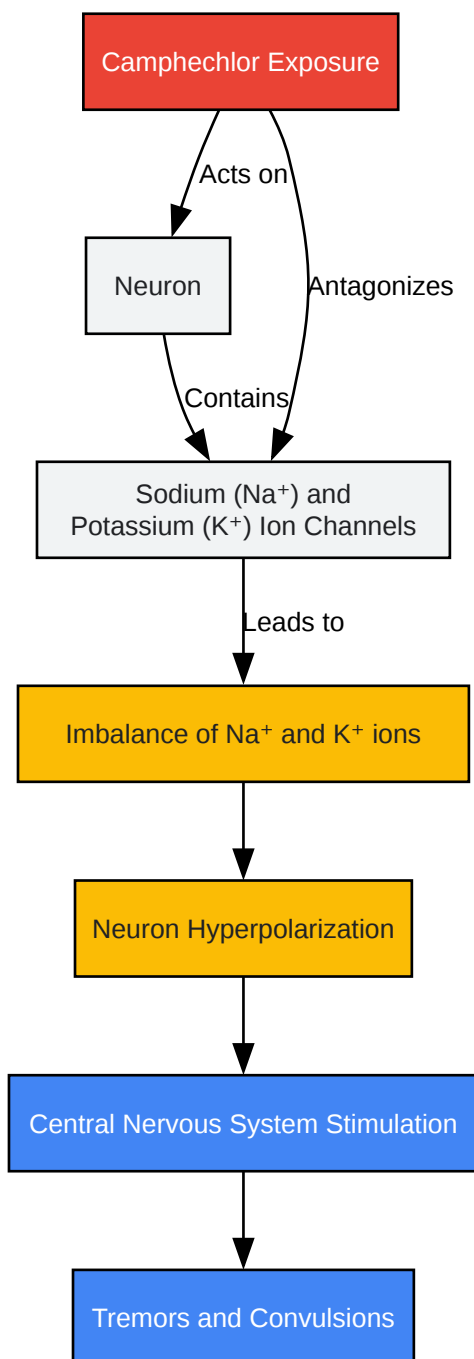 Camphechlor Exposure
Acts on
Neuron
Antagonizes
Contains
Sodium (Na⁺) and
Potassium (K⁺) Ion Channels
Leads to
Imbalance of Na⁺ and K⁺ ions
Neuron Hyperpolarization
Central Nervous System Stimulation
Tremors and Convulsions